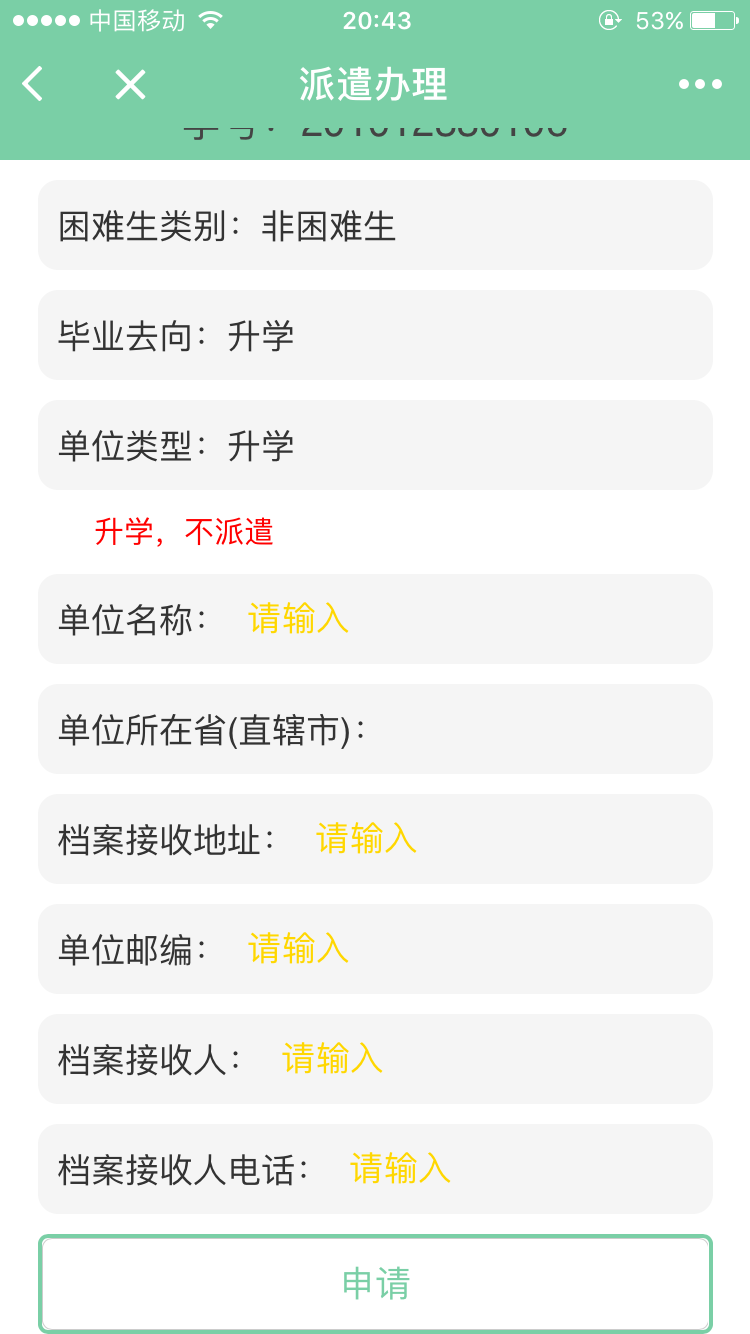 中国移动 20:43 53%
派遣办理
困难生类别：非困难生
毕业去向：升学
单位类型：升学
升学，不派遣
单位名称： 请输入
单位所在省(直辖市)：
档案接收地址： 请输入
单位邮编： 请输入
档案接收人： 请输入
档案接收人电话： 请输入
申请